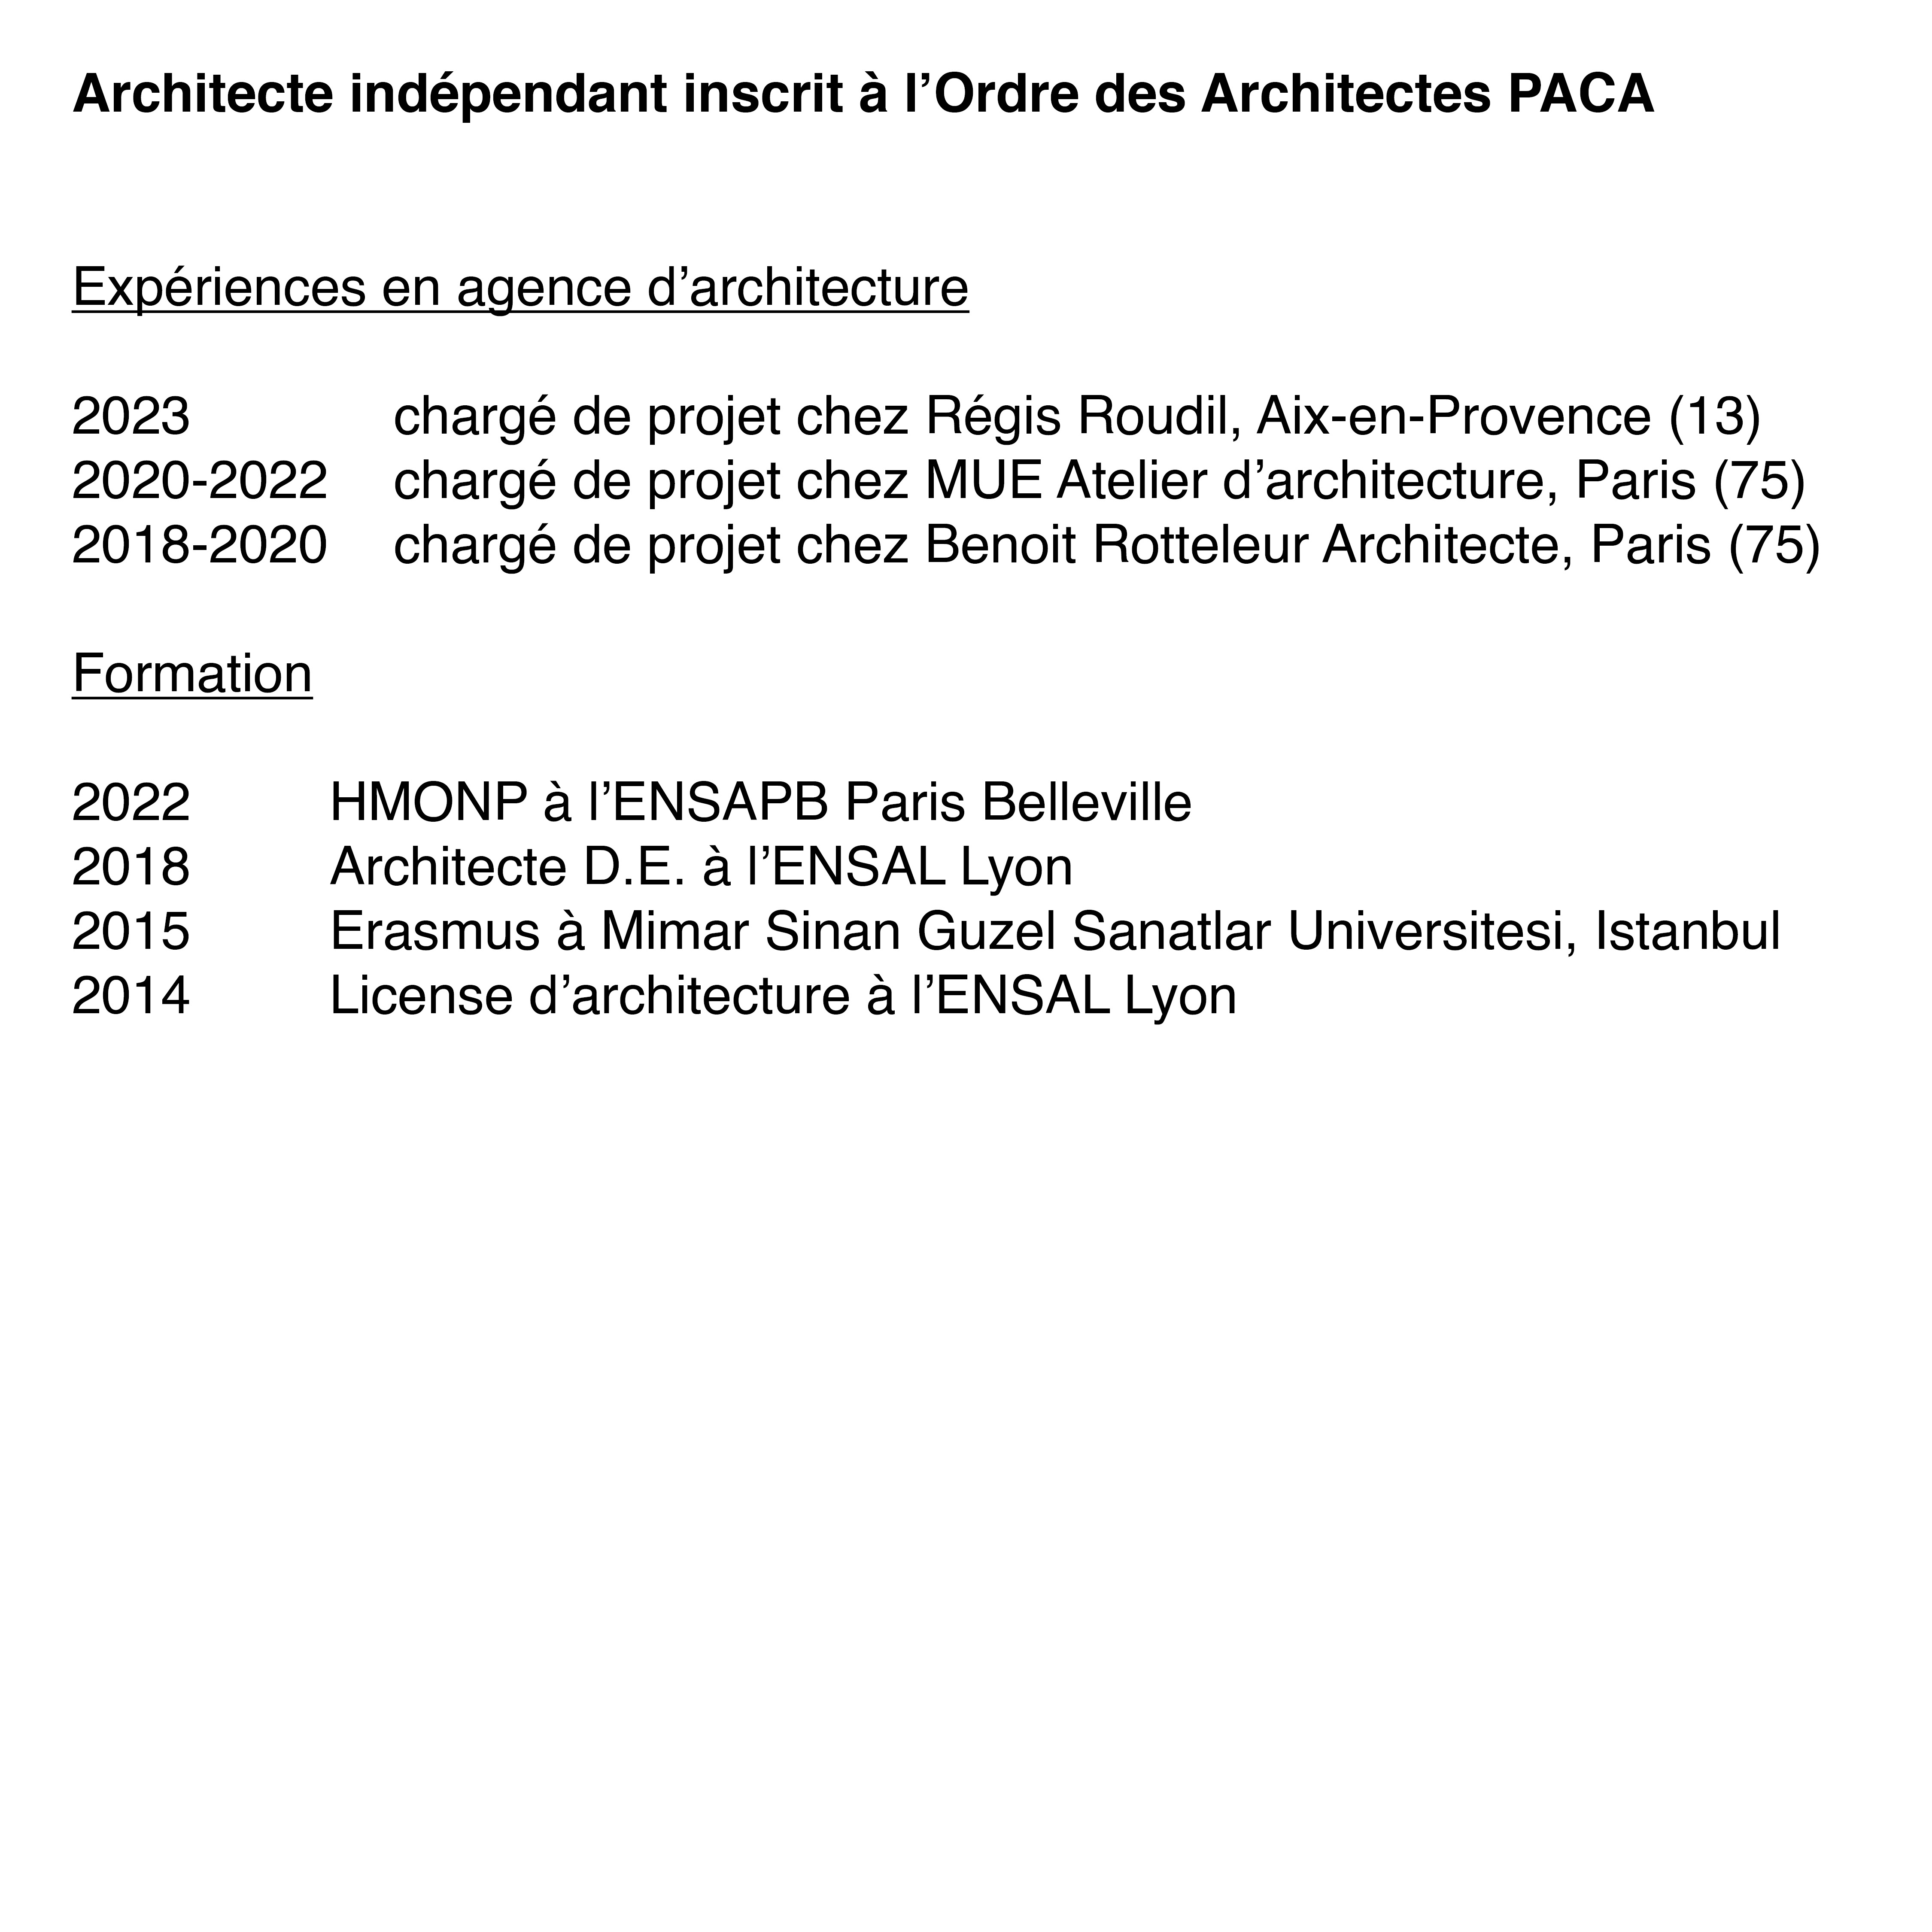 Architecte indépendant inscrit à l’Ordre des Architectes PACA
Expériences en agence d’architecture
2023 chargé de projet chez Régis Roudil, Aix-en-Provence (13)
2020-2022 chargé de projet chez MUE Atelier d’architecture, Paris (75)
2018-2020 chargé de projet chez Benoit Rotteleur Architecte, Paris (75)
Formation
2022 HMONP à l’ENSAPB Paris Belleville
2018 Architecte D.E. à l’ENSAL Lyon
2015 Erasmus à Mimar Sinan Guzel Sanatlar Universitesi, Istanbul
2014 License d’architecture à l’ENSAL Lyon